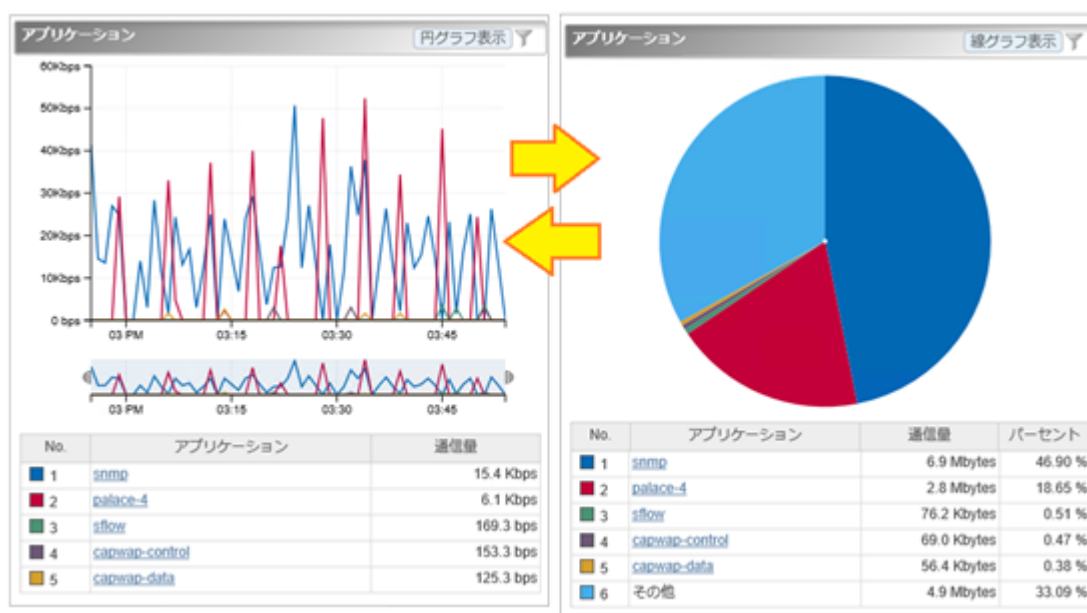 アプリケーション 円グラフ表示
60Kbps
50Kbps
40Kbps
30Kbps
20Kbps
10Kbps
0 bps
03 PM 03:15 03:30 03:45
03 PM 03:15 03:30 03:45
No. アプリケーション 通信量
1 snmp 15.4 Kbps
2 palace-4 6.1 Kbps
3 sflow 169.3 bps
4 capwap-control 153.3 bps
5 capwap-data 125.3 bps
アプリケーション 線グラフ表示
No. アプリケーション 通信量 パーセント
1 snmp 6.9 Mbytes 46.90 %
2 palace-4 2.8 Mbytes 18.65 %
3 sflow 76.2 Kbytes 0.51 %
4 capwap-control 69.0 Kbytes 0.47 %
5 capwap-data 56.4 Kbytes 0.38 %
6 その他 4.9 Mbytes 33.09 %